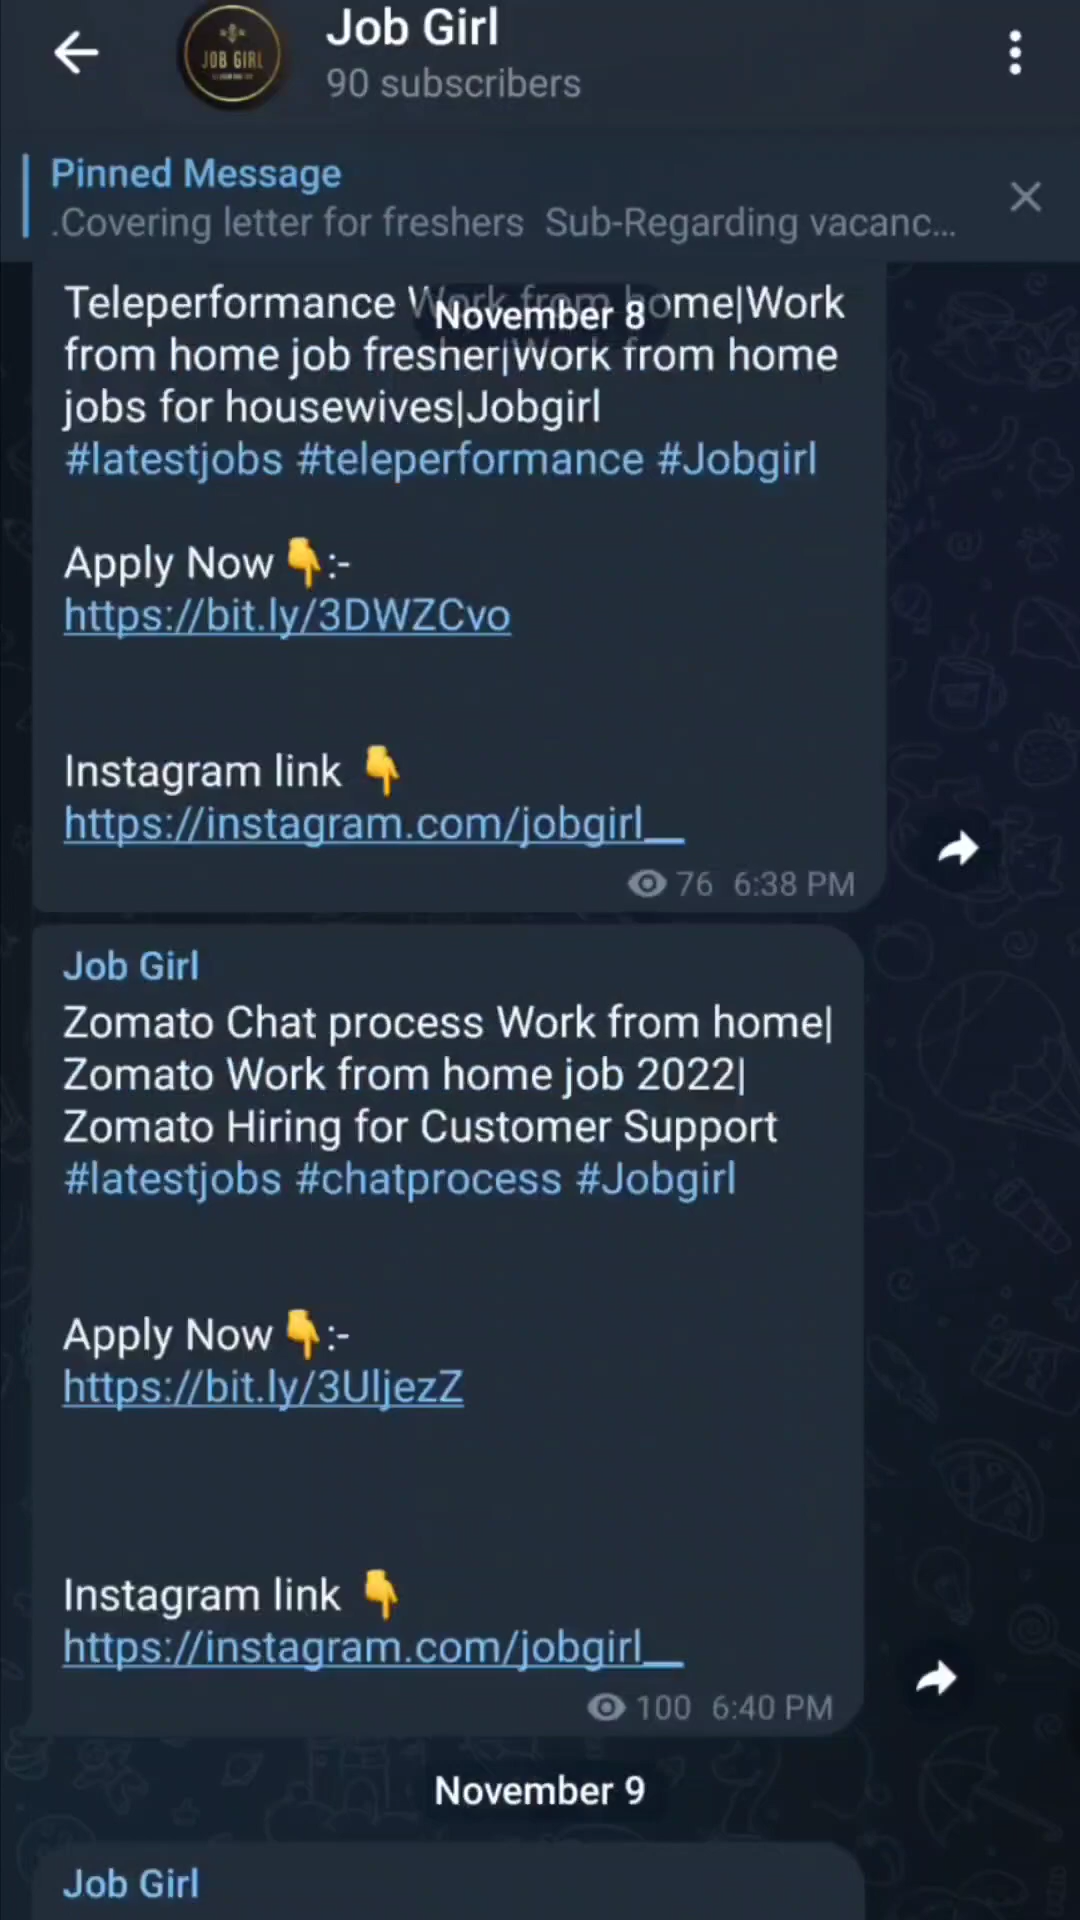 Job Girl
90 subscribers
JOB GIRL
Pinned Message
.Covering letter for freshers Sub-Regarding vacanc...
November 8
Teleperformance Work from home|Work
from home job fresher|Work from home
jobs for housewives|Jobgirl
#latestjobs #teleperformance #Jobgirl
Apply Now 👇:-
https://bit.ly/3DWZCvo
Instagram link 👇
https://instagram.com/jobgirl__
76 6:38 PM
Job Girl
Zomato Chat process Work from home|
Zomato Work from home job 2022|
Zomato Hiring for Customer Support
#latestjobs #chatprocess #Jobgirl
Apply Now 👇:-
https://bit.ly/3UljezZ
Instagram link 👇
https://instagram.com/jobgirl__
100 6:40 PM
November 9
Job Girl